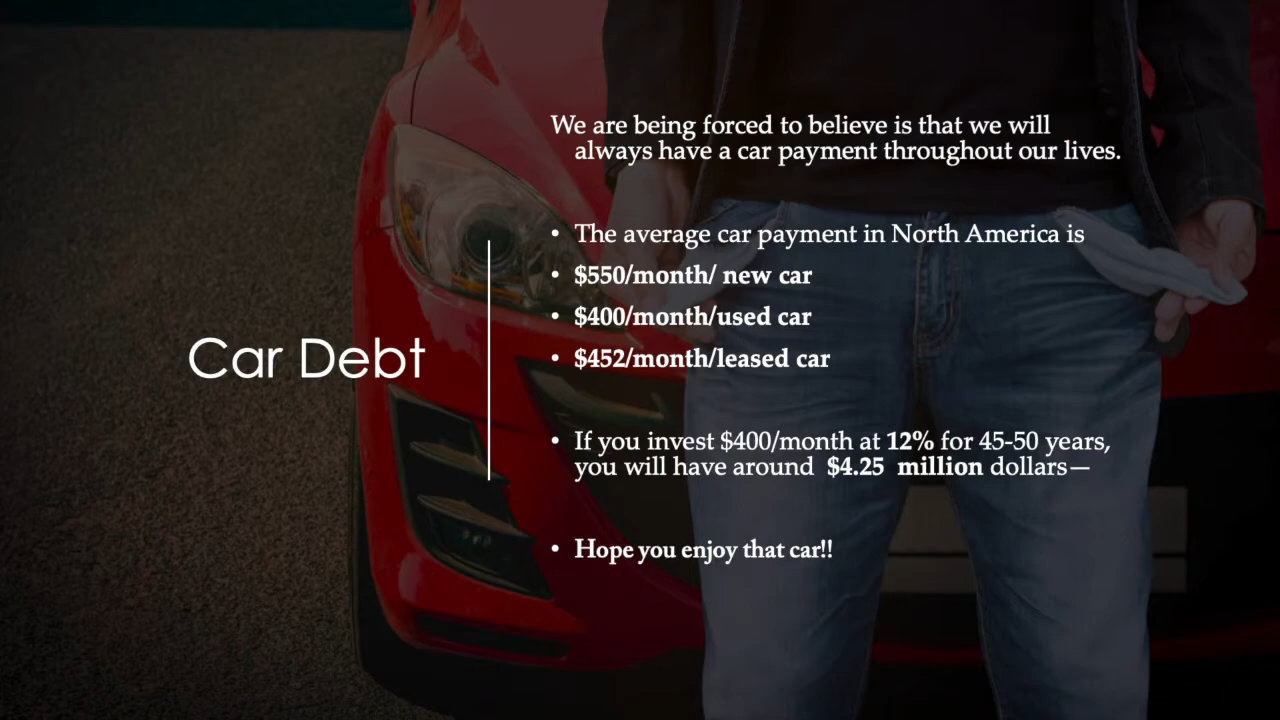 Car Debt
We are being forced to believe is that we will
always have a car payment throughout our lives.
• The average car payment in North America is
• $550/month/ new car
• $400/month/used car
• $452/month/leased car
• If you invest $400/month at 12% for 45-50 years,
you will have around $4.25 million dollars—
• Hope you enjoy that car!!